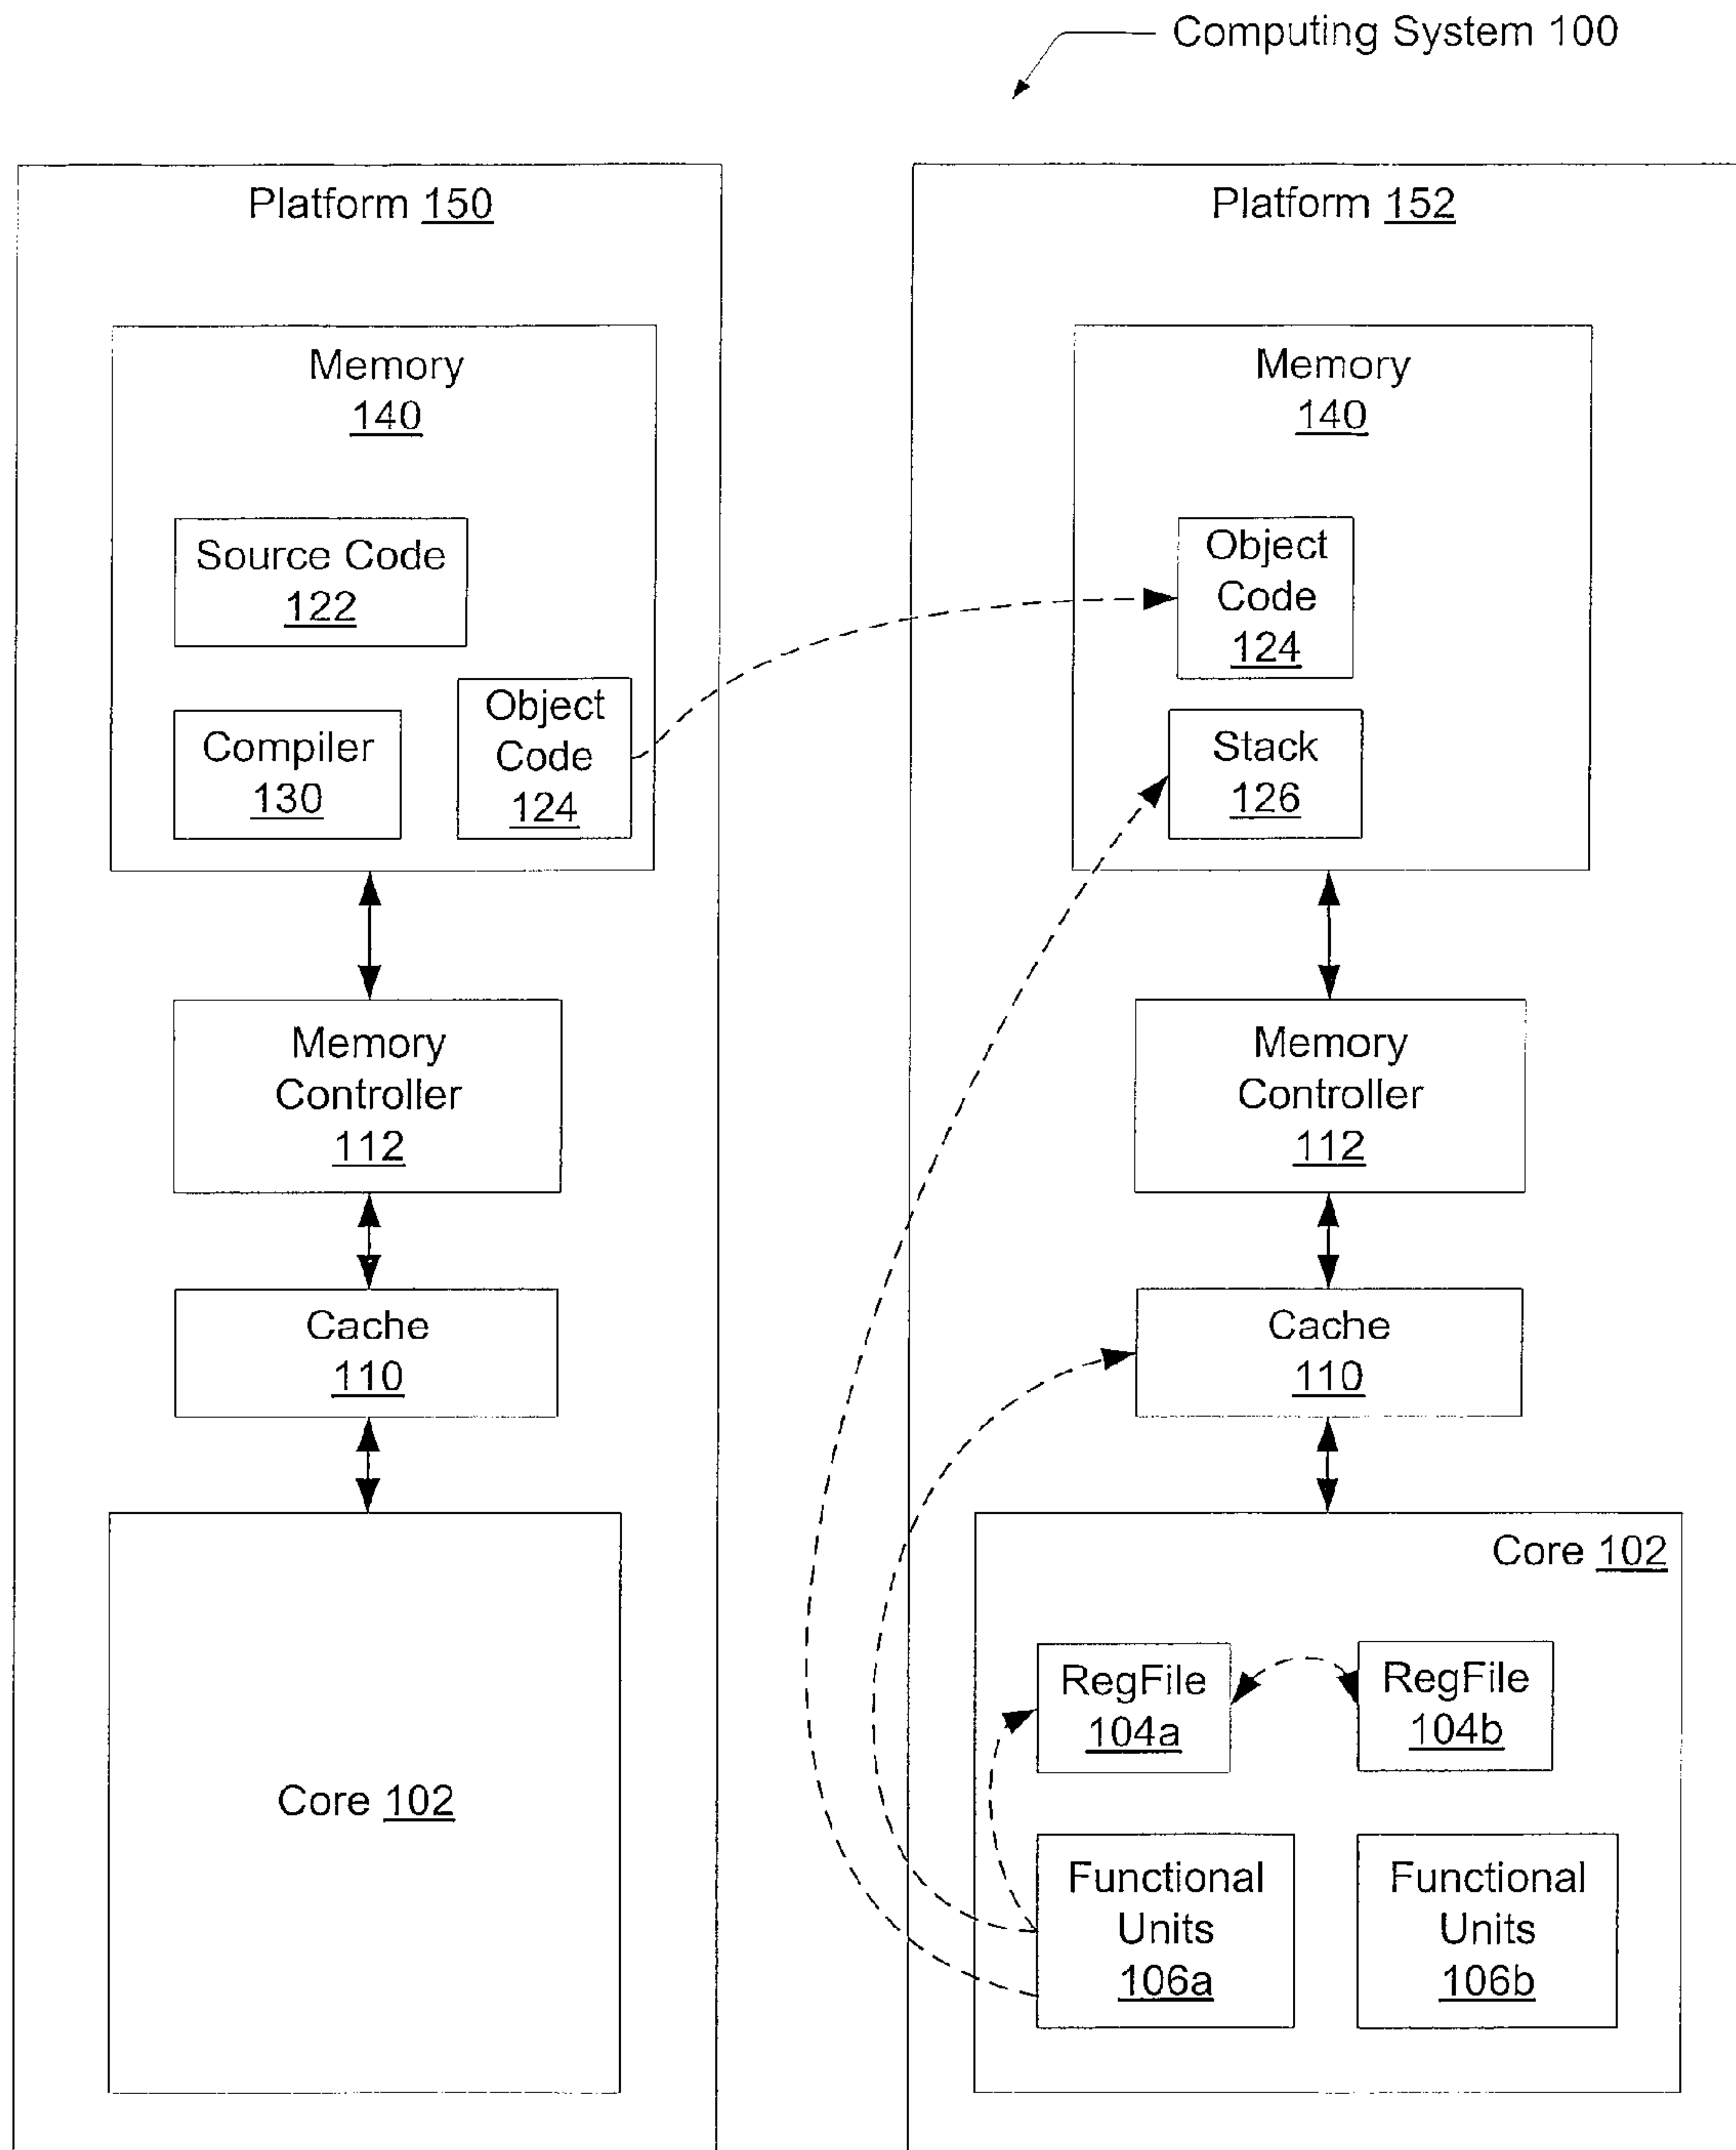 Computing System 100
Platform 150
Memory
140
Source Code
122
Compiler
130
Object
Code
124
Memory
Controller
112
Cache
110
Core 102
Platform 152
Memory
140
Object
Code
124
Stack
126
Memory
Controller
112
Cache
110
Core 102
RegFile
104a
RegFile
104b
Functional
Units
106a
Functional
Units
106b